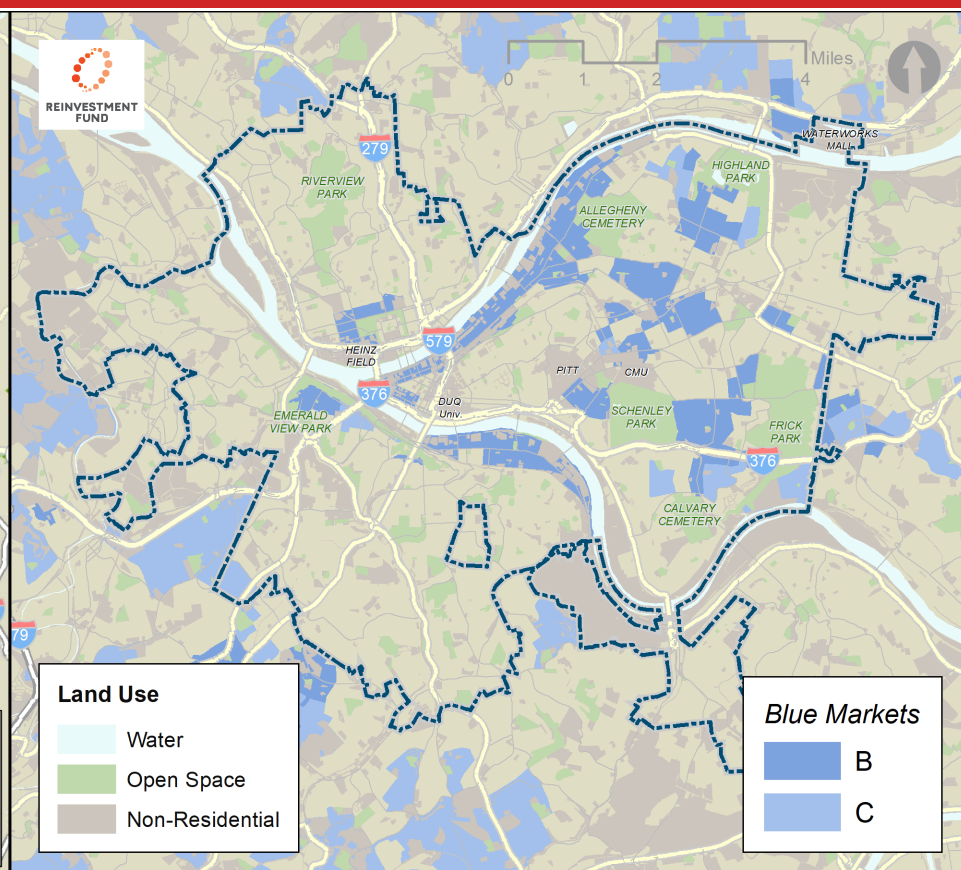 REINVESTMENT
FUND
Miles
0
1
2
4
279
RIVERVIEW
PARK
WATERWORKS
MALL
HIGHLAND
PARK
ALLEGHENY
CEMETERY
579
HEINZ
FIELD
376
PITT
CMU
DUQ
Univ.
EMERALD
VIEW PARK
SCHENLEY
PARK
FRICK
PARK
376
CALVARY
CEMETERY
79
Land Use
Water
Open Space
Non-Residential
Blue Markets
B
C